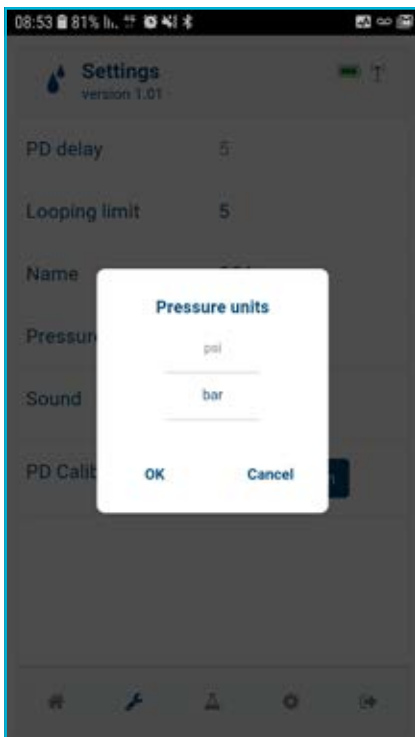 08:53 81%
Settings
version 1.01
PD delay 5
Looping limit 5
Name
Pressure units
Pressur
psi
Sound
bar
PD Calib
OK Cancel